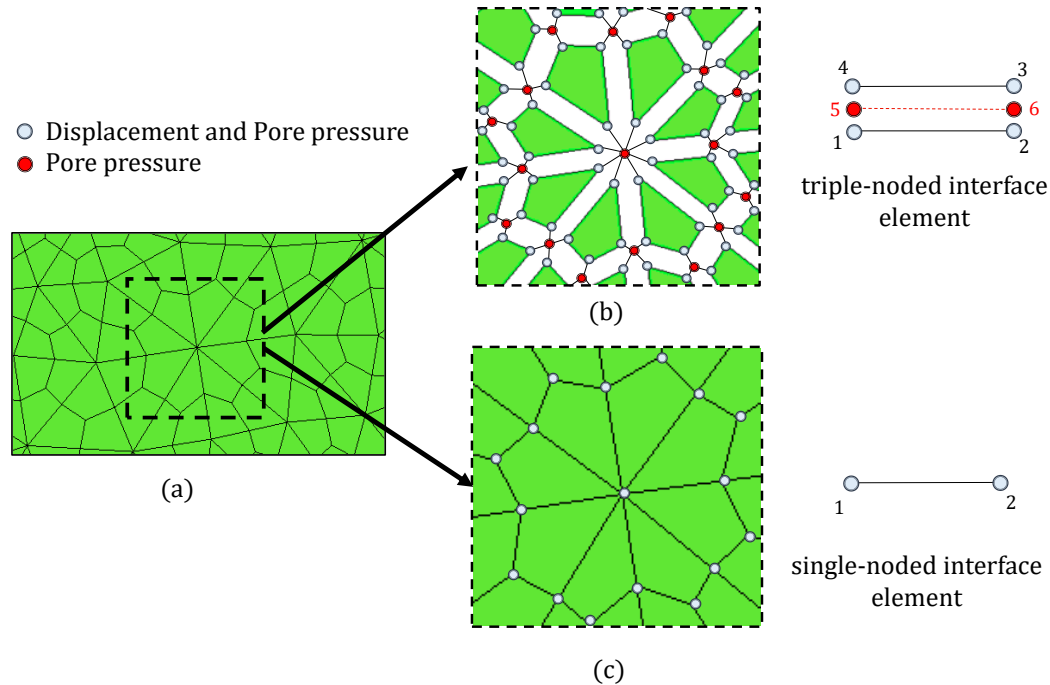 Displacement and Pore pressure
Pore pressure
(a)
(b)
4
3
5
6
1
2
triple-noded interface
element
(c)
1
2
single-noded interface
element